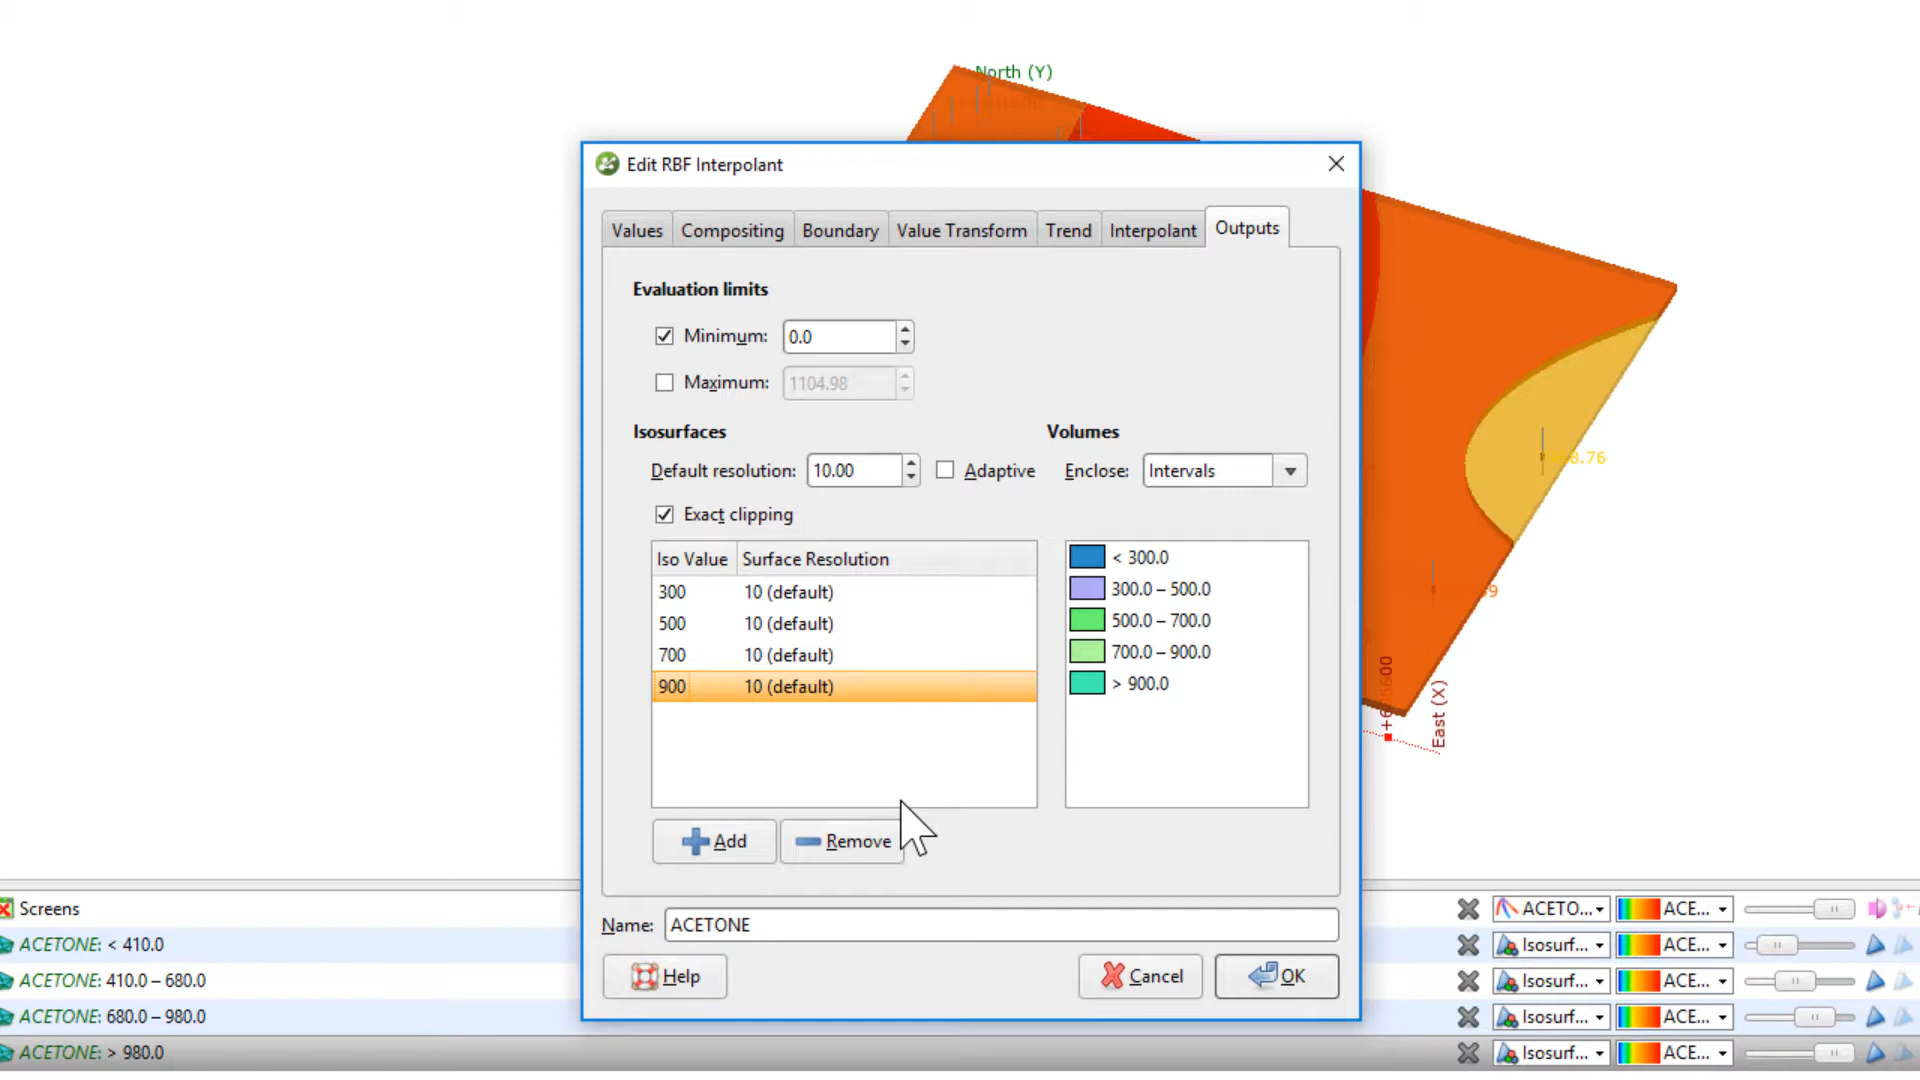 North (Y)
Edit RBF Interpolant
Values Compositing Boundary Value Transform Trend Interpolant Outputs
Evaluation limits
Minimum: 0.0
Maximum: 1104.98
Isosurfaces Volumes
Default resolution: 10.00 Adaptive Enclose: Intervals
8.76
Exact clipping
Iso Value Surface Resolution < 300.0
300 10 (default) 300.0 – 500.0
500 10 (default) 500.0 – 700.0
700 10 (default) 700.0 – 900.0
900 10 (default) > 900.0
East (X)
Add Remove
Screens ACETO... ACE...
Name: ACETONE
ACETONE: < 410.0 Isosurf... ACE...
Help Cancel OK
ACETONE: 410.0 – 680.0 Isosurf... ACE...
ACETONE: 680.0 – 980.0 Isosurf... ACE...
ACETONE: > 980.0 Isosurf... ACE...